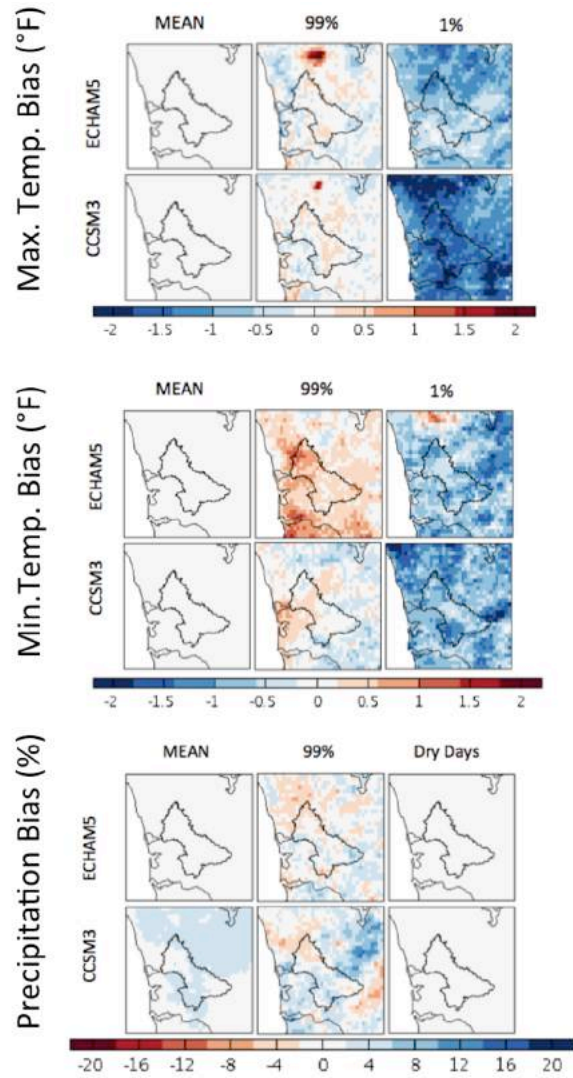 Max. Temp. Bias (°F)
MEAN 99% 1%
ECHAM5
CCSM3
-2 -1.5 -1 -0.5 0 0.5 1 1.5 2
Min.Temp. Bias (°F)
MEAN 99% 1%
ECHAM5
CCSM3
-2 -1.5 -1 -0.5 0 0.5 1 1.5 2
Precipitation Bias (%)
MEAN 99% Dry Days
ECHAM5
CCSM3
-20 -16 -12 -8 -4 0 4 8 12 16 20